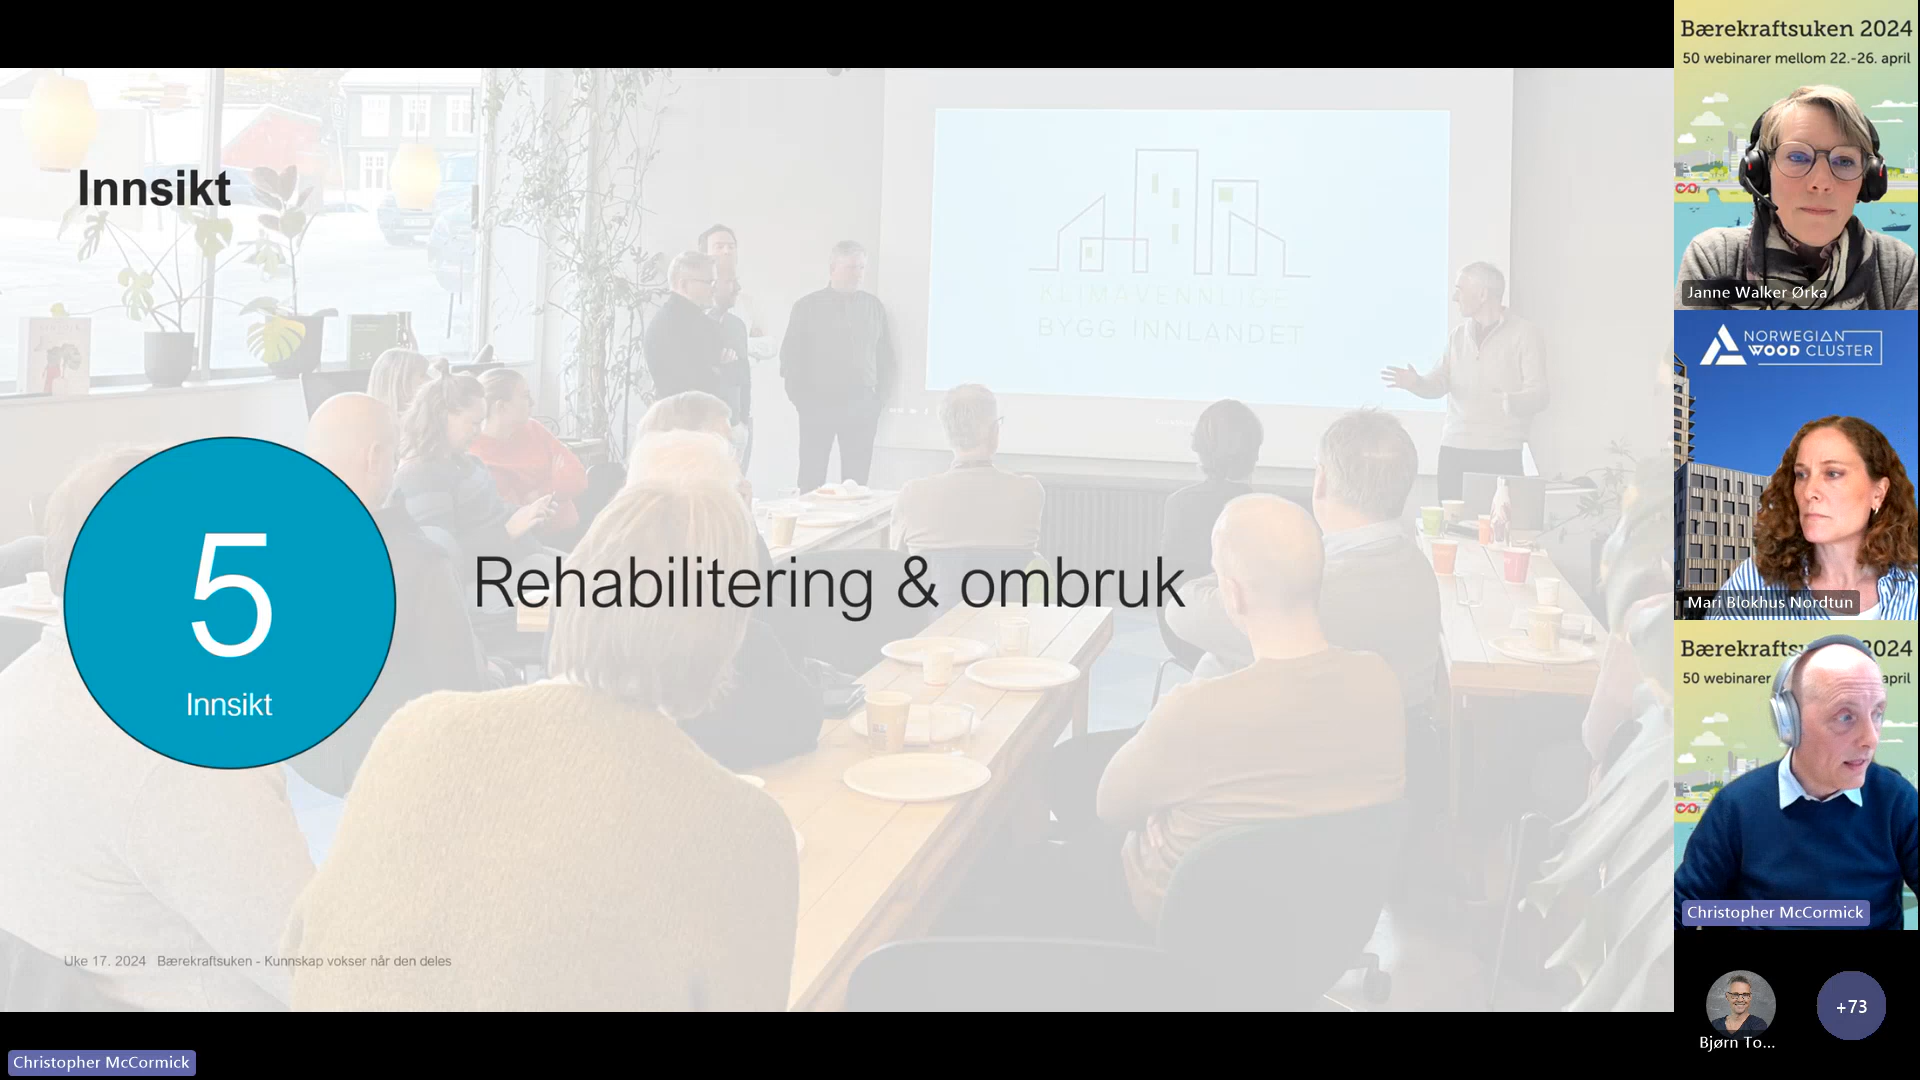 Innsikt
KLIMAVENNLIGE
BYGG INNLANDET
5
Innsikt
Rehabilitering & ombruk
Uke 17. 2024 Bærekraftsuken - Kunnskap vokser når den deles
Christopher McCormick
Bærekraftsuken 2024
50 webinarer mellom 22.-26. april
Janne Walker Ørka
NORWEGIAN
WOOD CLUSTER
Mari Blokhus Nordtun
Bærekraftsu 2024
50 webinarer april
Christopher McCormick
Bjørn To...
+73